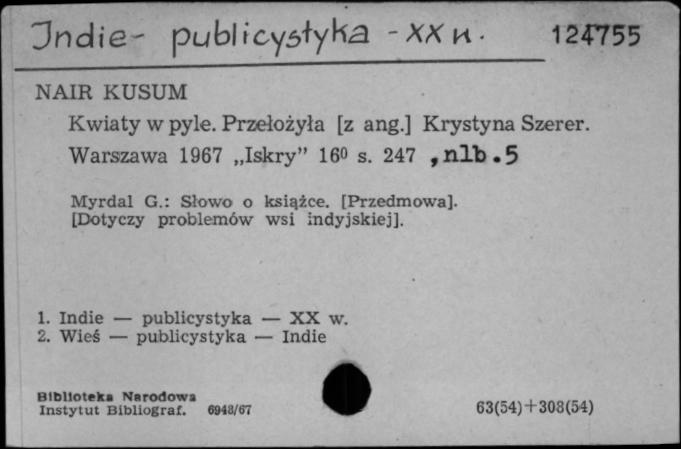 Indie - publicystyka - XX w. 124755
NAIR KUSUM
Kwiaty w pyle. Przełożyła [z ang.] Krystyna Szerer.
Warszawa 1967 „Iskry” 16⁰ s. 247 , nlb. 5
Myrdal G.: Słowo o książce. [Przedmowa].
[Dotyczy problemów wsi indyjskiej].
1. Indie — publicystyka — XX w.
2. Wieś — publicystyka — Indie
Biblioteka Narodowa
Instytut Bibliograf. 6948/67 63(54)+308(54)